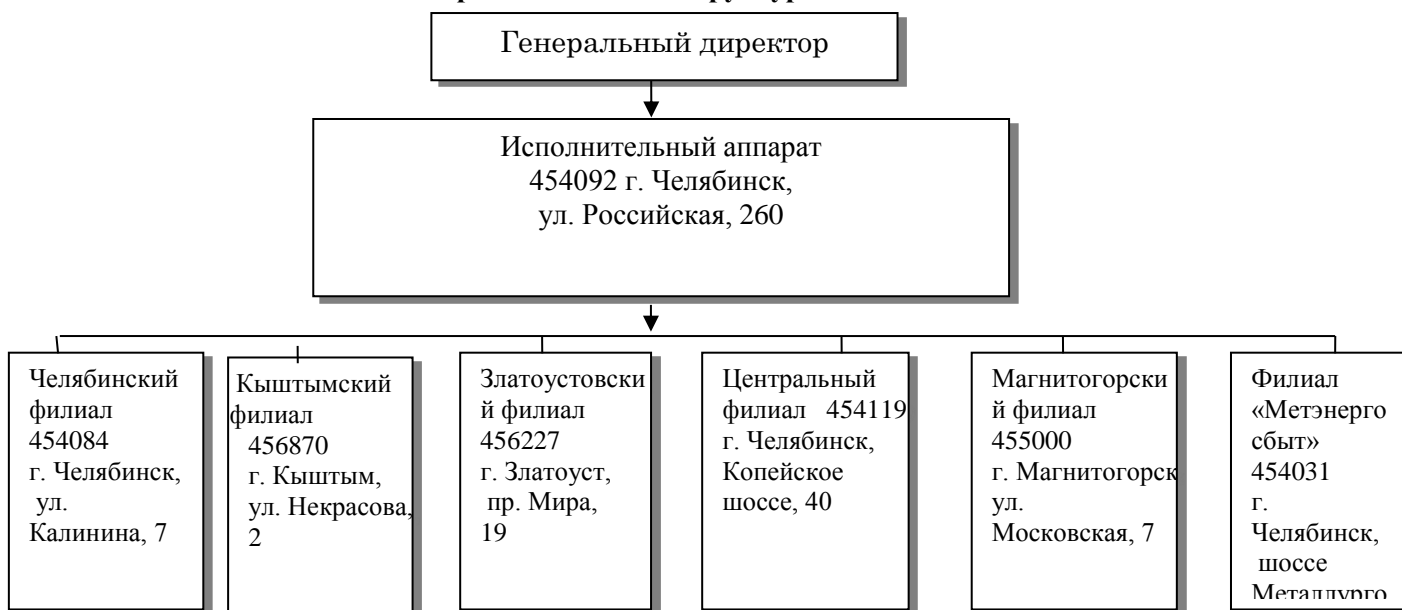 Генеральный директор
Исполнительный аппарат
454092 г. Челябинск,
ул. Российская, 260
Челябинский
филиал
454084
г. Челябинск,
ул.
Калинина, 7
Кыштымский
филиал
456870
г. Кыштым,
ул. Некрасова,
2
Златоустовски
й филиал
456227
г. Златоуст,
пр. Мира,
19
Центральный
филиал 454119
г. Челябинск,
Копейское
шоссе, 40
Магнитогорски
й филиал
455000
г. Магнитогорск
ул.
Московская, 7
Филиал
«Метэнерго
сбыт»
454031
г.
Челябинск,
шоссе
Металлурго